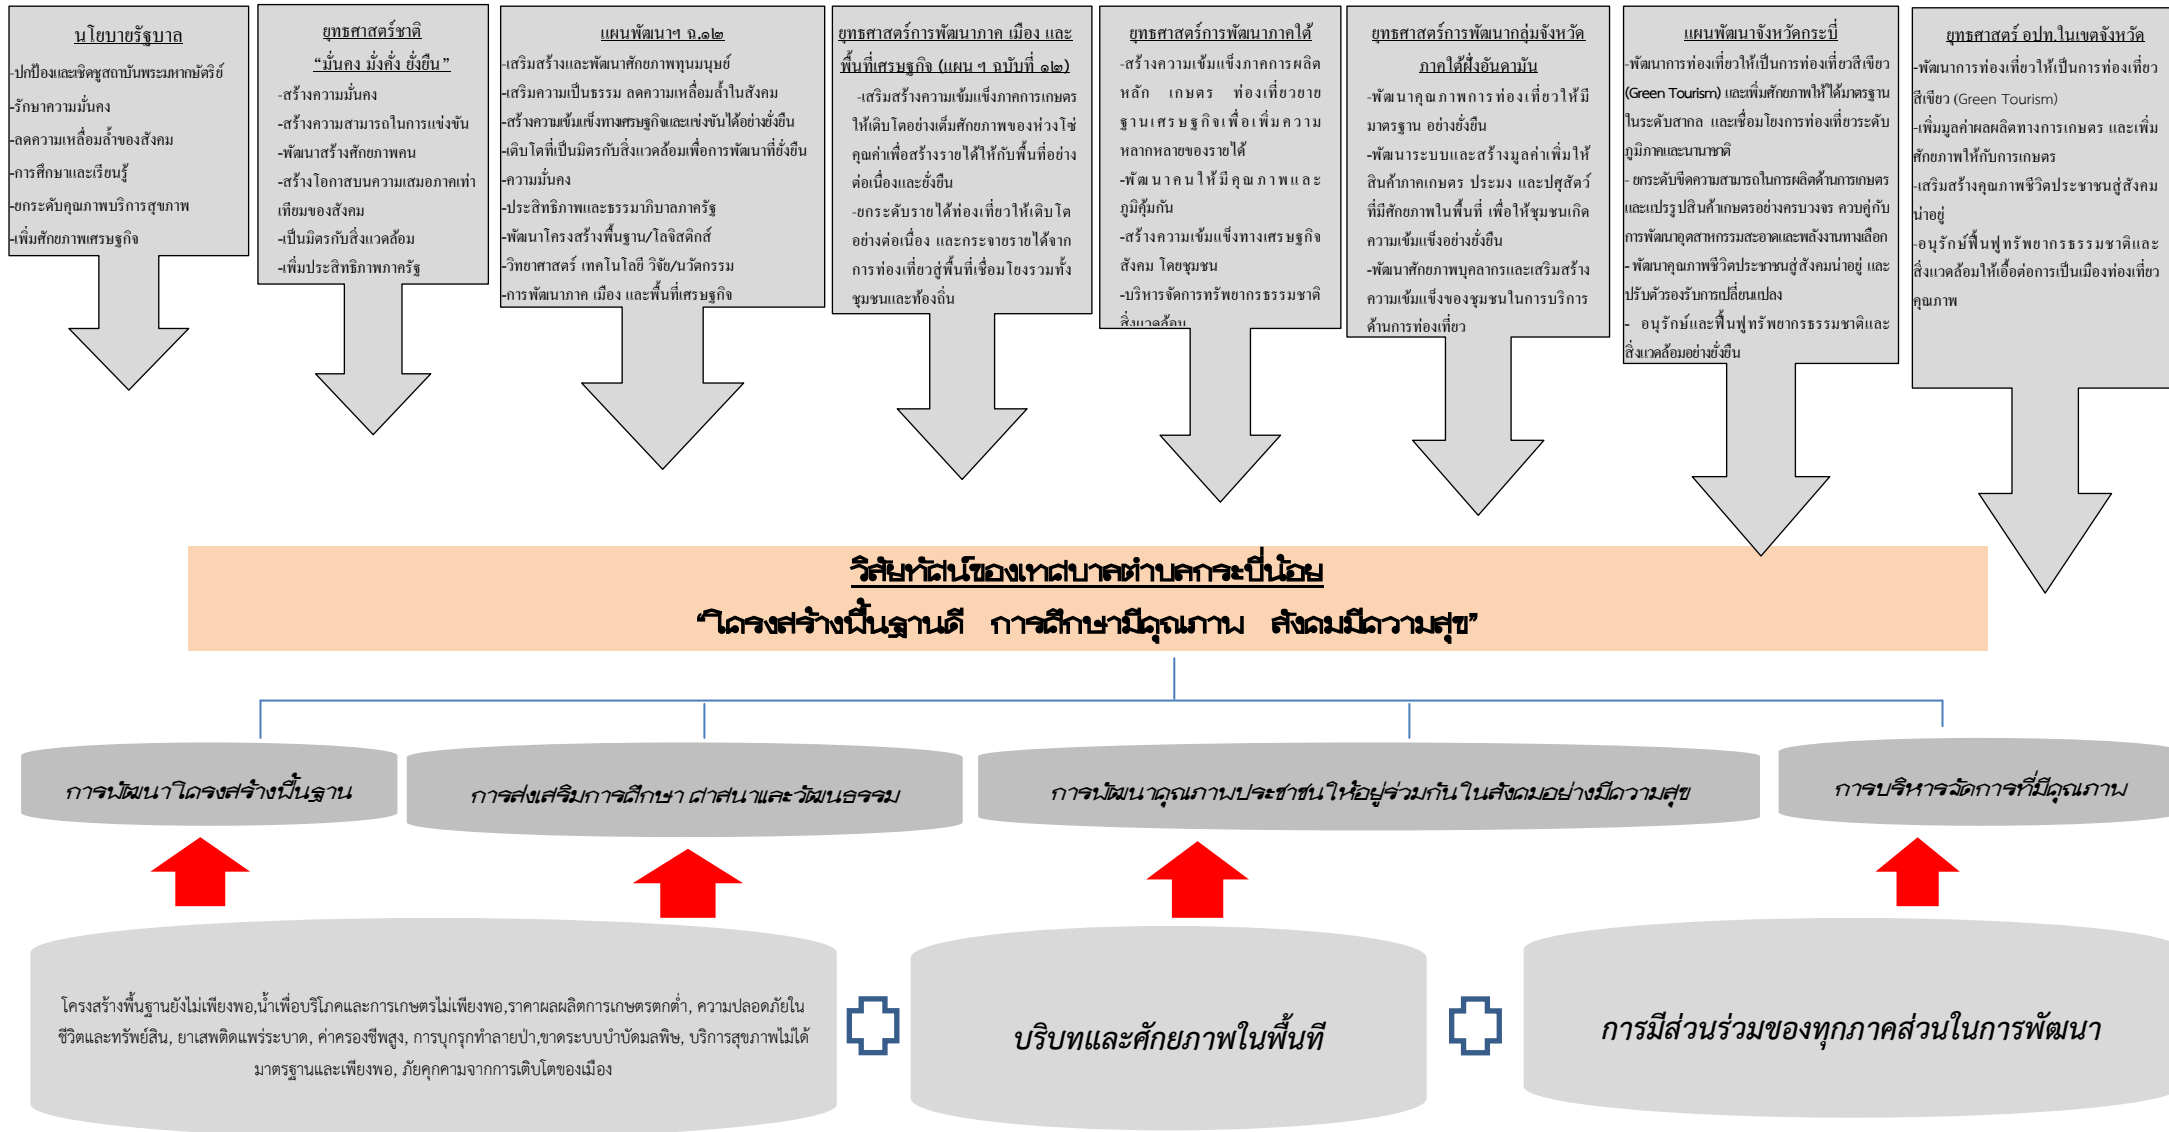 นโยบายรัฐบาล
-ปกป้องและเชิดชูสถาบันพระมหากษัตริย์
-รักษาความมั่นคง
-ลดความเหลื่อมล้ำของสังคม
-การศึกษาและเรียนรู้
-ยกระดับคุณภาพบริการสุขภาพ
-เพิ่มศักยภาพเศรษฐกิจ
ยุทธศาสตร์ชาติ
“มั่นคง มั่งคั่ง ยั่งยืน”
-สร้างความมั่นคง
-สร้างความสามารถในการแข่งขัน
-พัฒนาสร้างศักยภาพคน
-สร้างโอกาสบนความเสมอภาคเท่า
เทียมของสังคม
-เป็นมิตรกับสิ่งแวดล้อม
-เพิ่มประสิทธิภาพภาครัฐ
แผนพัฒนาฯ ฉ.๑๒
-เสริมสร้างและพัฒนาศักยภาพทุนมนุษย์
-เสริมความเป็นธรรม ลดความเหลื่อมล้ำในสังคม
-สร้างความเข้มแข็งทางเศรษฐกิจและแข่งขันได้อย่างยั่งยืน
-เติบโตที่เป็นมิตรกับสิ่งแวดล้อมเพื่อการพัฒนาที่ยั่งยืน
-ความมั่นคง
-ประสิทธิภาพและธรรมาภิบาลภาครัฐ
-พัฒนาโครงสร้างพื้นฐาน/โลจิสติกส์
-วิทยาศาสตร์ เทคโนโลยี วิจัย/นวัตกรรม
-การพัฒนาภาค เมือง และพื้นที่เศรษฐกิจ
ยุทธศาสตร์การพัฒนาภาค เมือง และ
พื้นที่เศรษฐกิจ (แผน ฯ ฉบับที่ ๑๒)
-เสริมสร้างความเข้มแข็งภาคการเกษตร
ให้เติบโตอย่างเต็มศักยภาพของห่วงโซ่
คุณค่าเพื่อสร้างรายได้ให้กับพื้นที่อย่าง
ต่อเนื่องและยั่งยืน
-ยกระดับรายได้ท่องเที่ยวให้เติบโต
อย่างต่อเนื่อง และกระจายรายได้จาก
การท่องเที่ยวสู่พื้นที่เชื่อมโยงรวมทั้ง
ชุมชนและท้องถิ่น
ยุทธศาสตร์การพัฒนาภาคใต้
-สร้างความเข้มแข็งภาคการผลิต
หลัก เกษตร ท่องเที่ยวขยาย
ฐานเศรษฐกิจเพื่อเพิ่มความ
หลากหลายของรายได้
-พัฒนาคนให้มีคุณภาพและ
ภูมิคุ้มกัน
-สร้างความเข้มแข็งทางเศรษฐกิจ
สังคม โดยชุมชน
-บริหารจัดการทรัพยากรธรรมชาติ
สิ่งแวดล้อม
ยุทธศาสตร์การพัฒนากลุ่มจังหวัด
ภาคใต้ฝั่งอันดามัน
-พัฒนาคุณภาพการท่องเที่ยวให้มี
มาตรฐาน อย่างยั่งยืน
-พัฒนาระบบและสร้างมูลค่าเพิ่มให้
สินค้าภาคเกษตร ประมง และปศุสัตว์
ที่มีศักยภาพในพื้นที่ เพื่อให้ชุมชนเกิด
ความเข้มแข็งอย่างยั่งยืน
-พัฒนาศักยภาพบุคลากรและเสริมสร้าง
ความเข้มแข็งของชุมชนในการบริการ
ด้านการท่องเที่ยว
แผนพัฒนาจังหวัดกระบี่
-พัฒนาการท่องเที่ยวให้เป็นการท่องเที่ยวสีเขียว
(Green Tourism) และเพิ่มศักยภาพให้ได้มาตรฐาน
ในระดับสากล และเชื่อมโยงการท่องเที่ยวระดับ
ภูมิภาคและนานาชาติ
- ยกระดับขีดความสามารถในการผลิตด้านการเกษตร
และแปรรูปสินค้าเกษตรอย่างครบวงจร ควบคู่กับ
การพัฒนาอุตสาหกรรมสะอาดและพลังงานทางเลือก
- พัฒนาคุณภาพชีวิตประชาชนสู่สังคมน่าอยู่ และ
ปรับตัวรองรับการเปลี่ยนแปลง
- อนุรักษ์และฟื้นฟูทรัพยากรธรรมชาติและ
สิ่งแวดล้อมอย่างยั่งยืน
ยุทธศาสตร์ อปท.ในเขตจังหวัด
-พัฒนาการท่องเที่ยวให้เป็นการท่องเที่ยว
สีเขียว (Green Tourism)
-เพิ่มมูลค่าผลผลิตทางการเกษตร และเพิ่ม
ศักยภาพให้กับการเกษตร
-เสริมสร้างคุณภาพชีวิตประชาชนสู่สังคม
น่าอยู่
-อนุรักษ์ฟื้นฟูทรัพยากรธรรมชาติและ
สิ่งแวดล้อมให้เอื้อต่อการเป็นเมืองท่องเที่ยว
คุณภาพ
วิสัยทัศน์ของเทศบาลตำบลกระบี่น้อย
“โครงสร้างพื้นฐานดี การศึกษามีคุณภาพ สังคมมีความสุข”
การพัฒนาโครงสร้างพื้นฐาน
การส่งเสริมการศึกษา ศาสนาและวัฒนธรรม
การพัฒนาคุณภาพประชาชนให้อยู่ร่วมกันในสังคมอย่างมีความสุข
การบริหารจัดการที่มีคุณภาพ
โครงสร้างพื้นฐานยังไม่เพียงพอ,น้ำเพื่อบริโภคและการเกษตรไม่เพียงพอ,ราคาผลผลิตการเกษตรตกต่ำ, ความปลอดภัยใน
ชีวิตและทรัพย์สิน, ยาเสพติดแพร่ระบาด, ค่าครองชีพสูง, การบุกรุกทำลายป่า,ขาดระบบบำบัดมลพิษ, บริการสุขภาพไม่ได้
มาตรฐานและเพียงพอ, ภัยคุกคามจากการเติบโตของเมือง
บริบทและศักยภาพในพื้นที่
การมีส่วนร่วมของทุกภาคส่วนในการพัฒนา